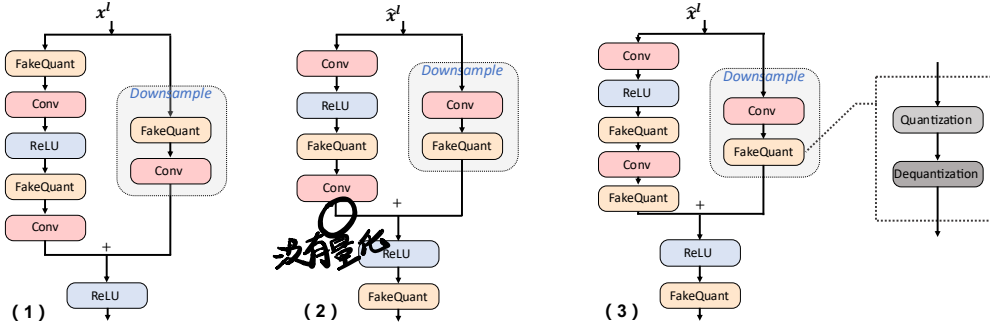 x^l
FakeQuant
Conv
ReLU
FakeQuant
Conv
Downsample
FakeQuant
Conv
+
ReLU
(1)
x̂^l
Conv
ReLU
FakeQuant
Conv
Downsample
Conv
FakeQuant
+
没有量化
ReLU
FakeQuant
(2)
x̂^l
Conv
ReLU
FakeQuant
Conv
FakeQuant
Downsample
Conv
FakeQuant
+
ReLU
FakeQuant
(3)
Quantization
Dequantization